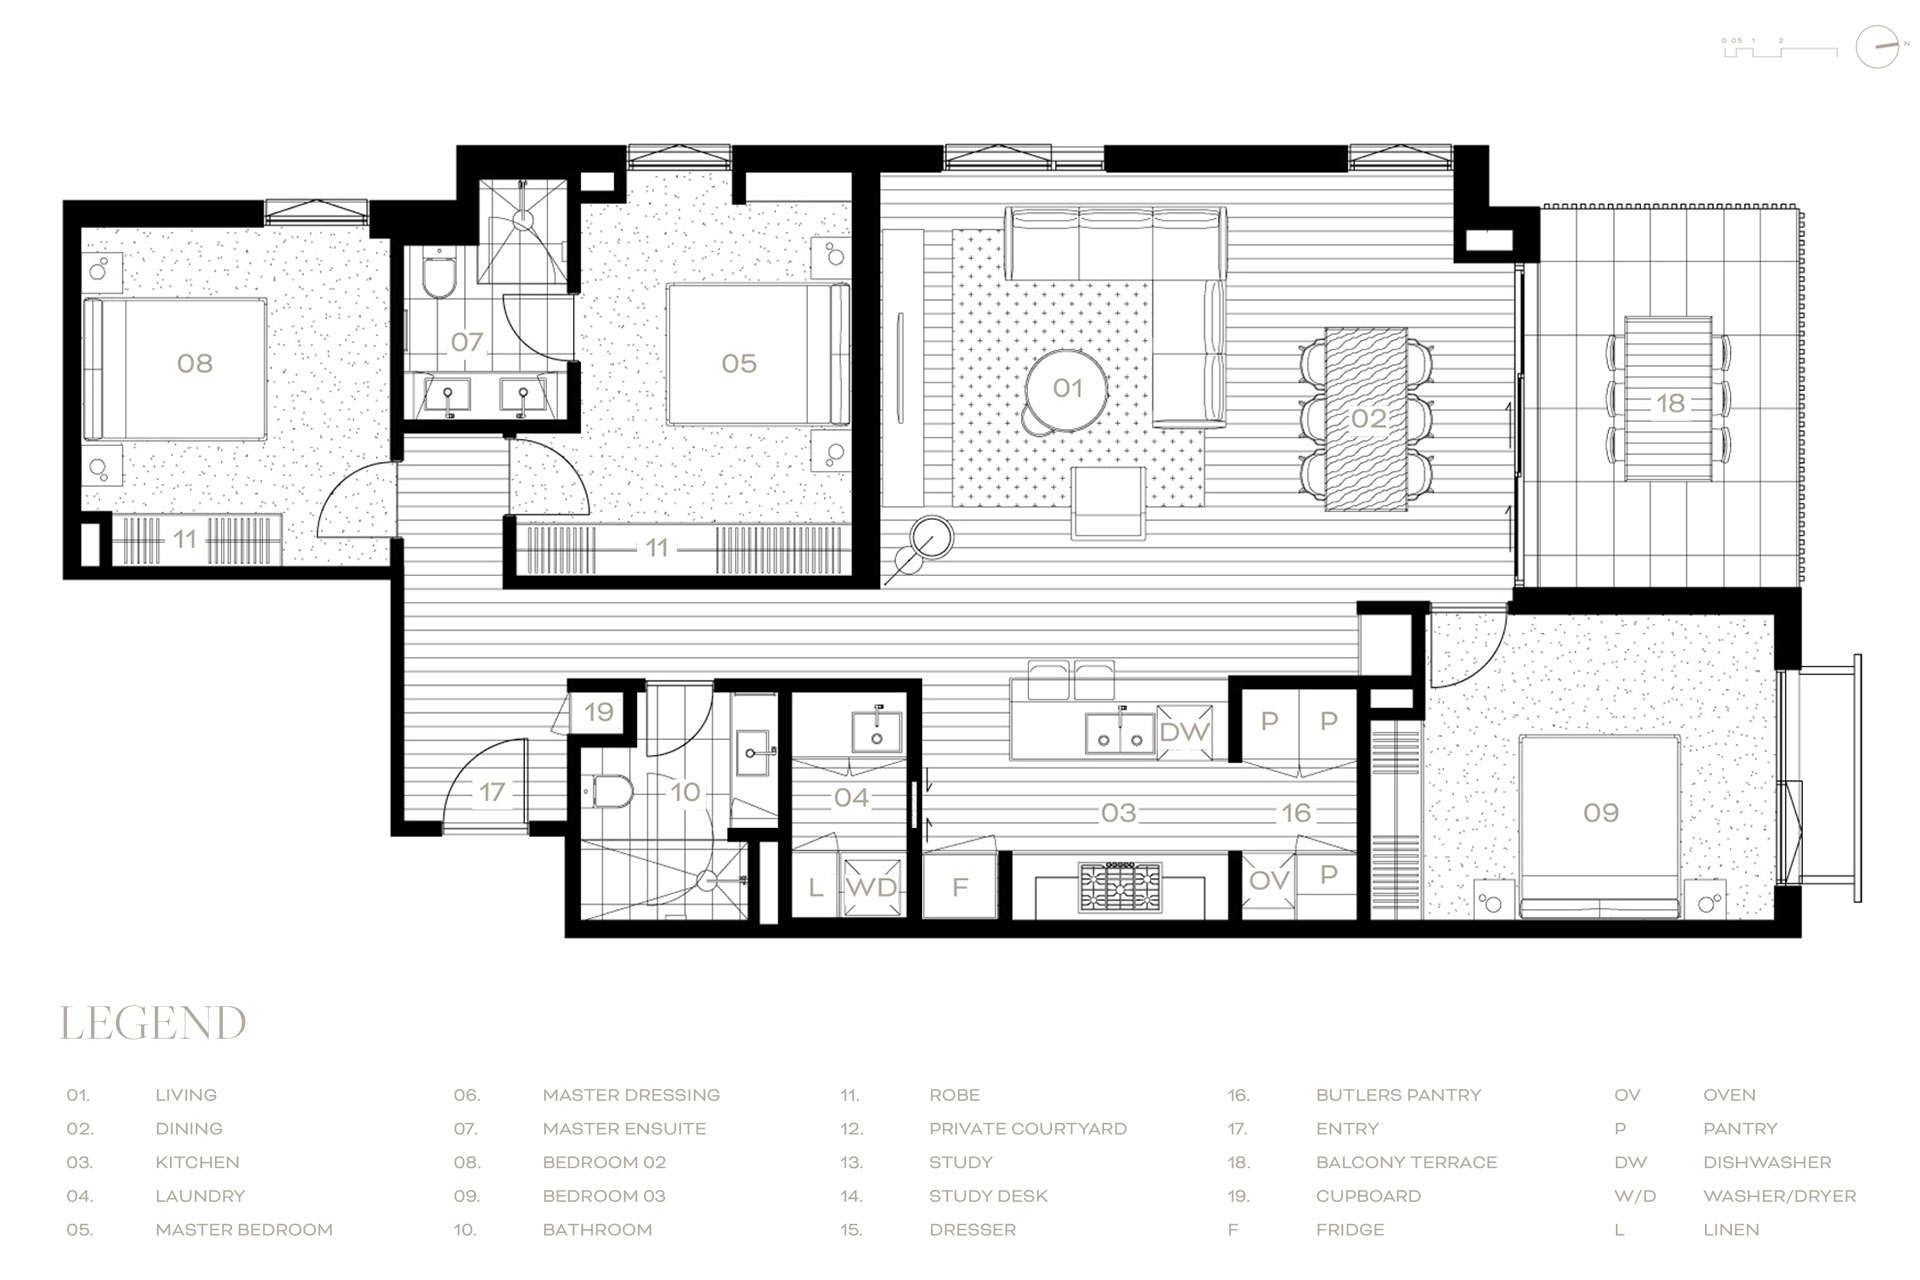 0 0.5 1 2
N
07
08
05
01
02
18
11
11
19
17
10
04
L
WD
F
DW
P
P
03
16
OV
P
09
LEGEND
01. LIVING
02. DINING
03. KITCHEN
04. LAUNDRY
05. MASTER BEDROOM
06. MASTER DRESSING
07. MASTER ENSUITE
08. BEDROOM 02
09. BEDROOM 03
10. BATHROOM
11. ROBE
12. PRIVATE COURTYARD
13. STUDY
14. STUDY DESK
15. DRESSER
16. BUTLERS PANTRY
17. ENTRY
18. BALCONY TERRACE
19. CUPBOARD
F FRIDGE
OV OVEN
P PANTRY
DW DISHWASHER
W/D WASHER/DRYER
L LINEN